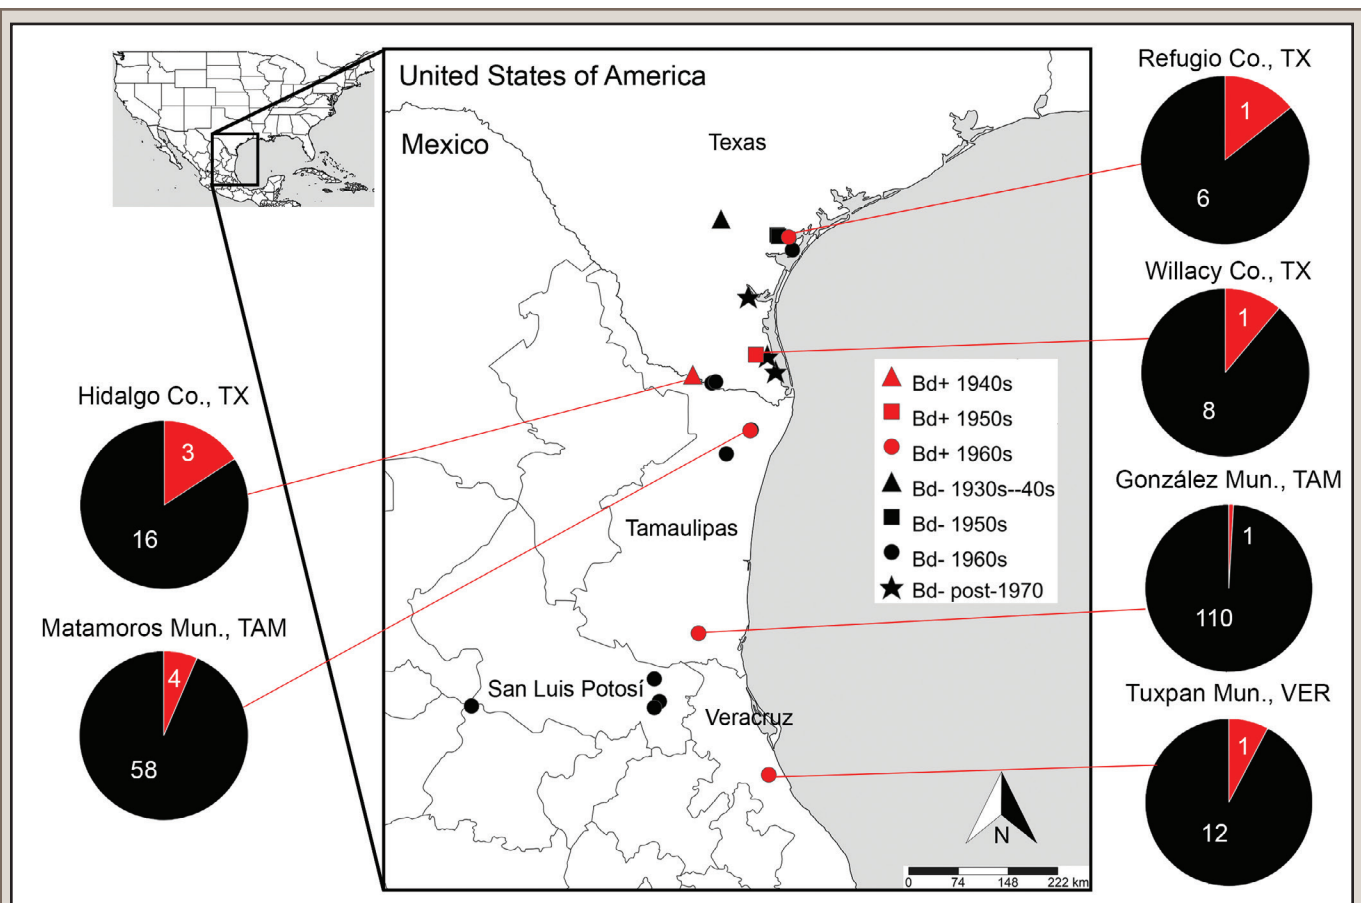 United States of America
Mexico
Texas
Tamaulipas
San Luis Potosí
Veracruz
Refugio Co., TX
1
6
Willacy Co., TX
1
8
Hidalgo Co., TX
3
16
Bd+ 1940s
Bd+ 1950s
Bd+ 1960s
Bd- 1930s--40s
Bd- 1950s
Bd- 1960s
Bd- post-1970
González Mun., TAM
1
110
Matamoros Mun., TAM
4
58
Tuxpan Mun., VER
1
12
N
0 74 148 222 km